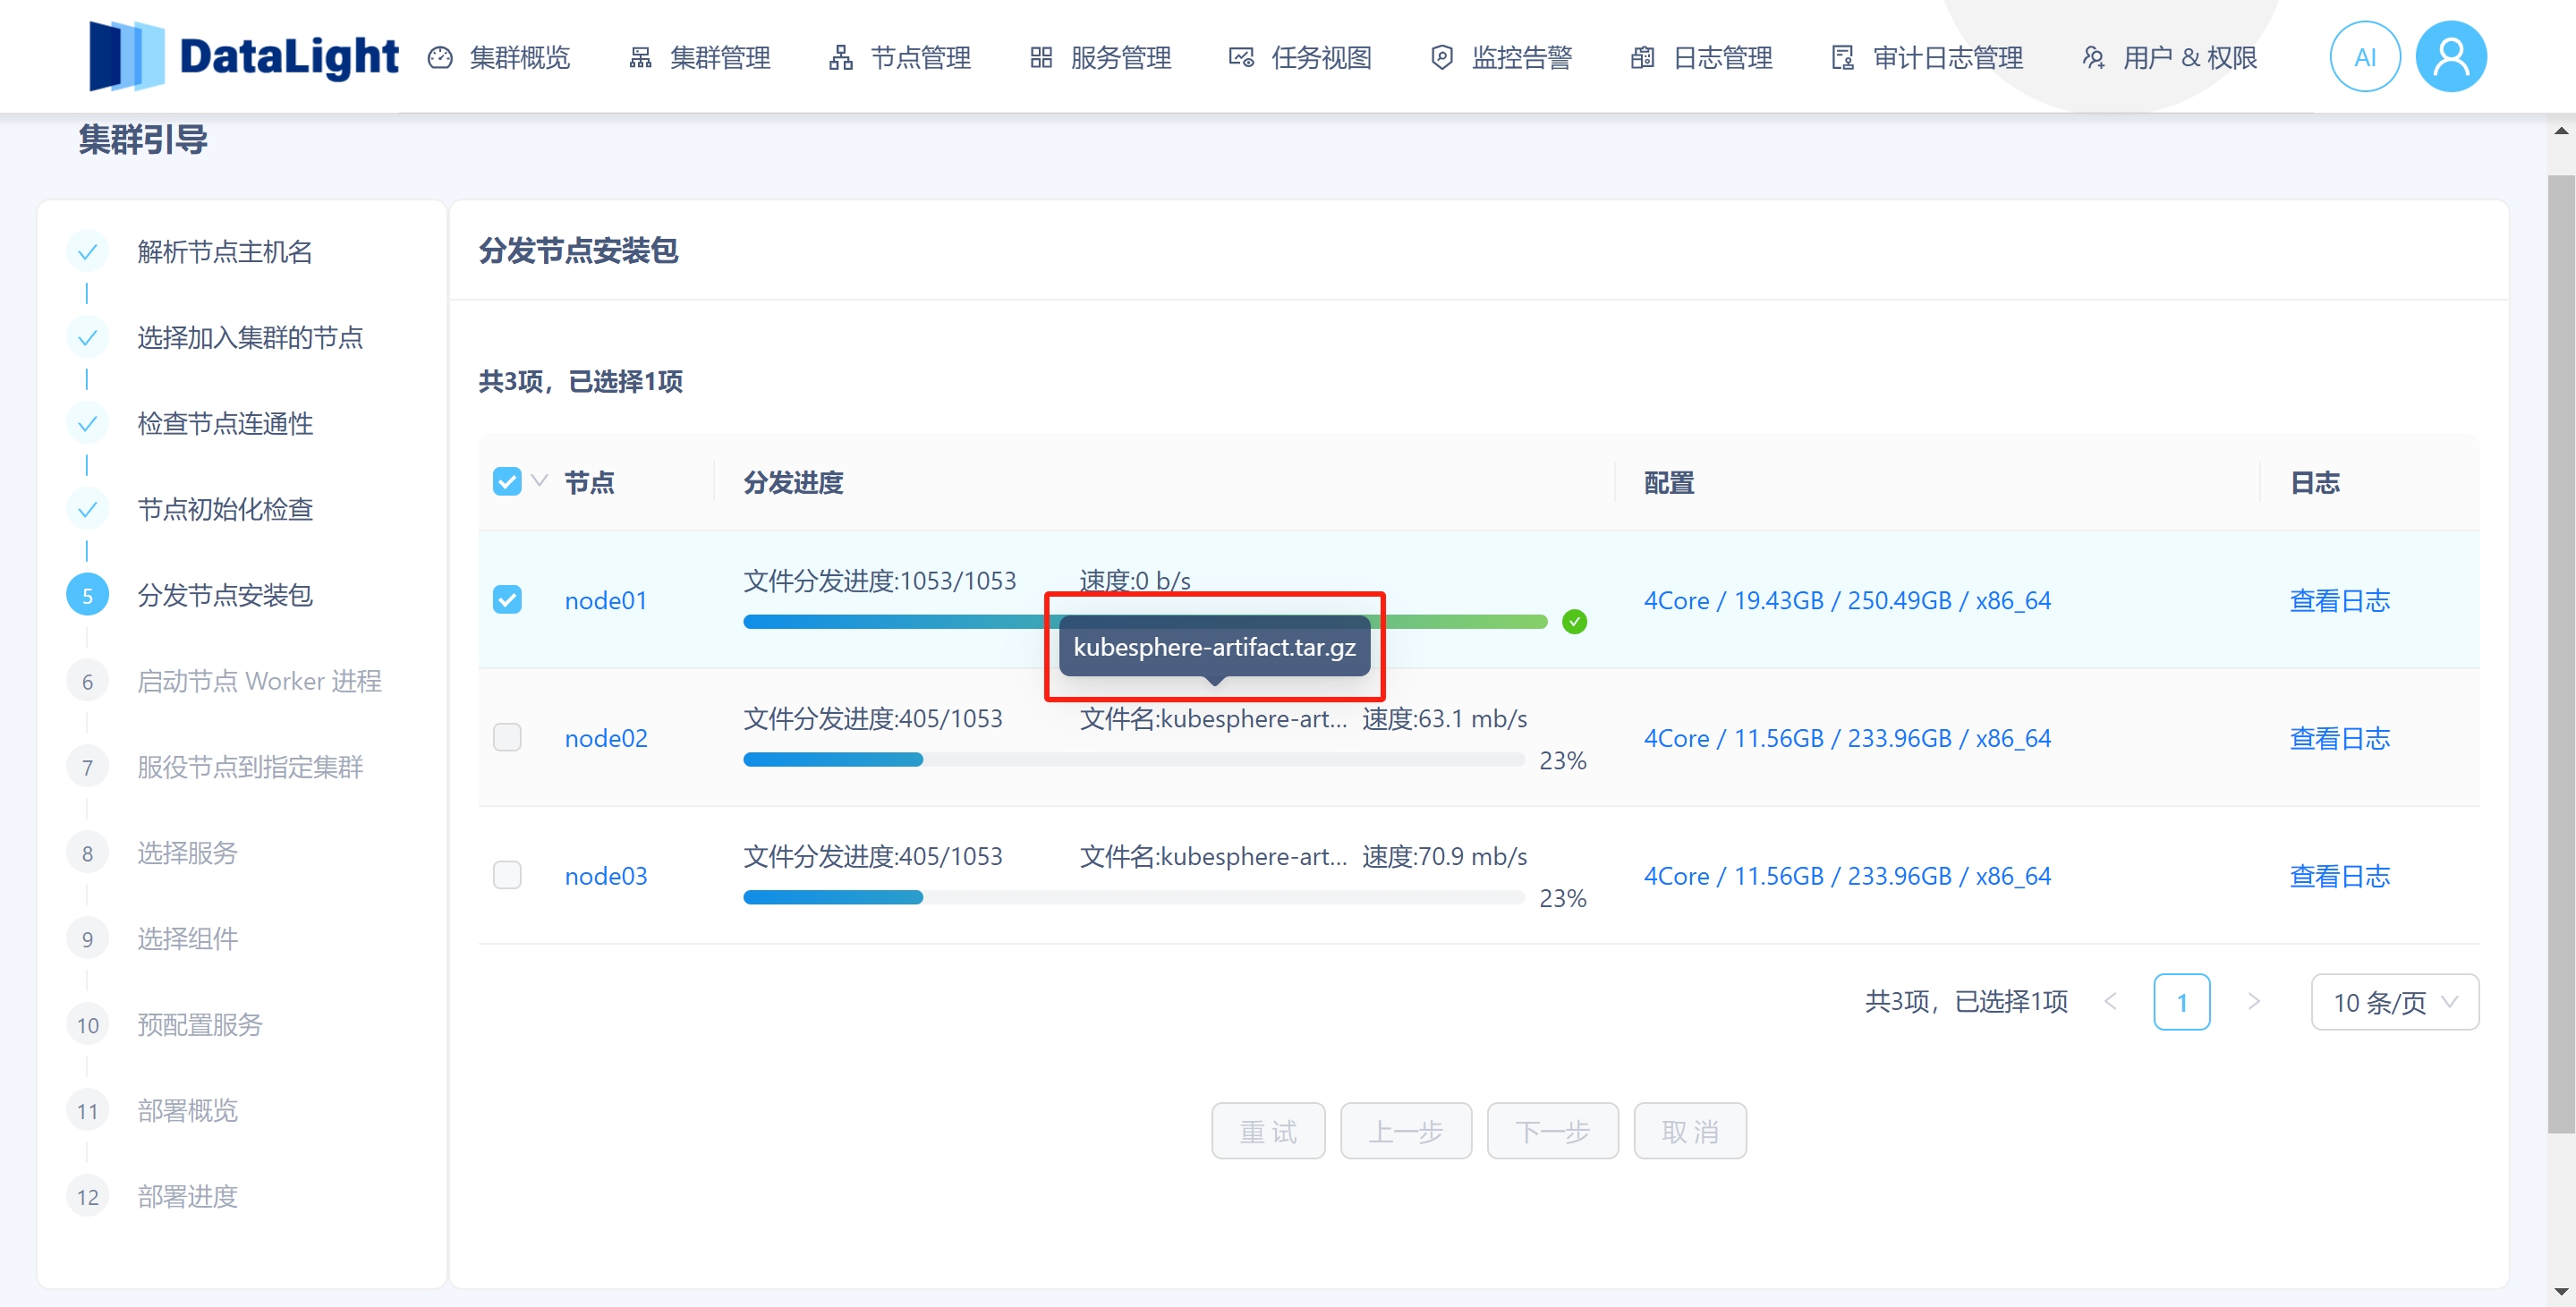 DataLight
集群概览
集群管理
节点管理
服务管理
任务视图
监控告警
日志管理
审计日志管理
用户 & 权限
AI
集群引导
解析节点主机名
选择加入集群的节点
检查节点连通性
节点初始化检查
5 分发节点安装包
6 启动节点 Worker 进程
7 服役节点到指定集群
8 选择服务
9 选择组件
10 预配置服务
11 部署概览
12 部署进度
分发节点安装包
共3项，已选择1项
节点 分发进度 配置 日志
文件分发进度:1053/1053 速度:0 b/s
node01 4Core / 19.43GB / 250.49GB / x86_64 查看日志
kubesphere-artifact.tar.gz
文件分发进度:405/1053 文件名:kubesphere-art... 速度:63.1 mb/s
node02 4Core / 11.56GB / 233.96GB / x86_64 查看日志
23%
文件分发进度:405/1053 文件名:kubesphere-art... 速度:70.9 mb/s
node03 4Core / 11.56GB / 233.96GB / x86_64 查看日志
23%
共3项，已选择1项 < 1 > 10 条/页
重 试 上一步 下一步 取 消